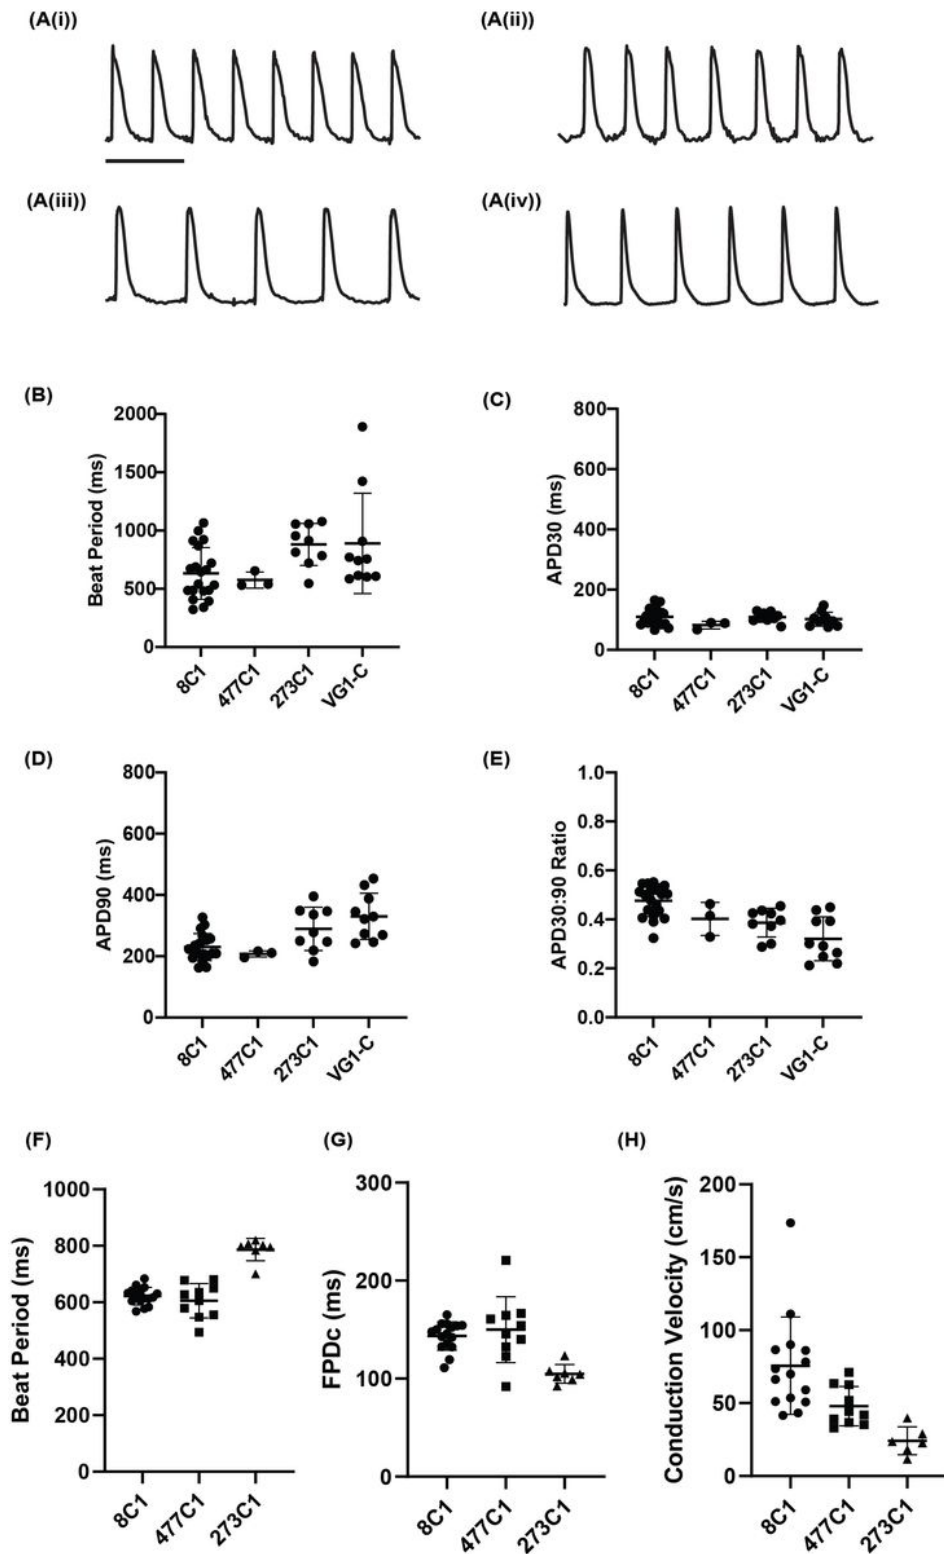 (A(i))
(A(ii))
(A(iii))
(A(iv))
(B)
Beat Period (ms)
2000
1500
1000
500
0
8C1
477C1
273C1
VG1-C
(C)
APD30 (ms)
800
600
400
200
0
8C1
477C1
273C1
VG1-C
(D)
APD90 (ms)
800
600
400
200
0
8C1
477C1
273C1
VG1-C
(E)
APD30:90 Ratio
1.0
0.8
0.6
0.4
0.2
0.0
8C1
477C1
273C1
VG1-C
(F)
Beat Period (ms)
1000
800
600
400
200
0
8C1
477C1
273C1
(G)
FPDc (ms)
300
200
100
0
8C1
477C1
273C1
(H)
Conduction Velocity (cm/s)
200
150
100
50
0
8C1
477C1
273C1